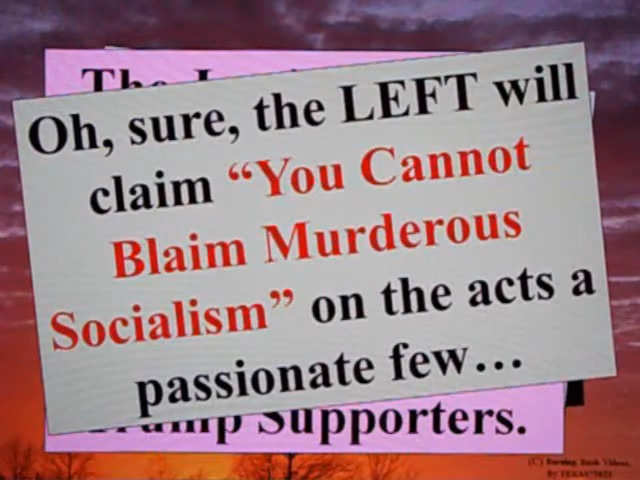 Oh, sure, the LEFT will
claim “You Cannot
Blaim Murderous
Socialism” on the acts a
passionate few…
Supporters.